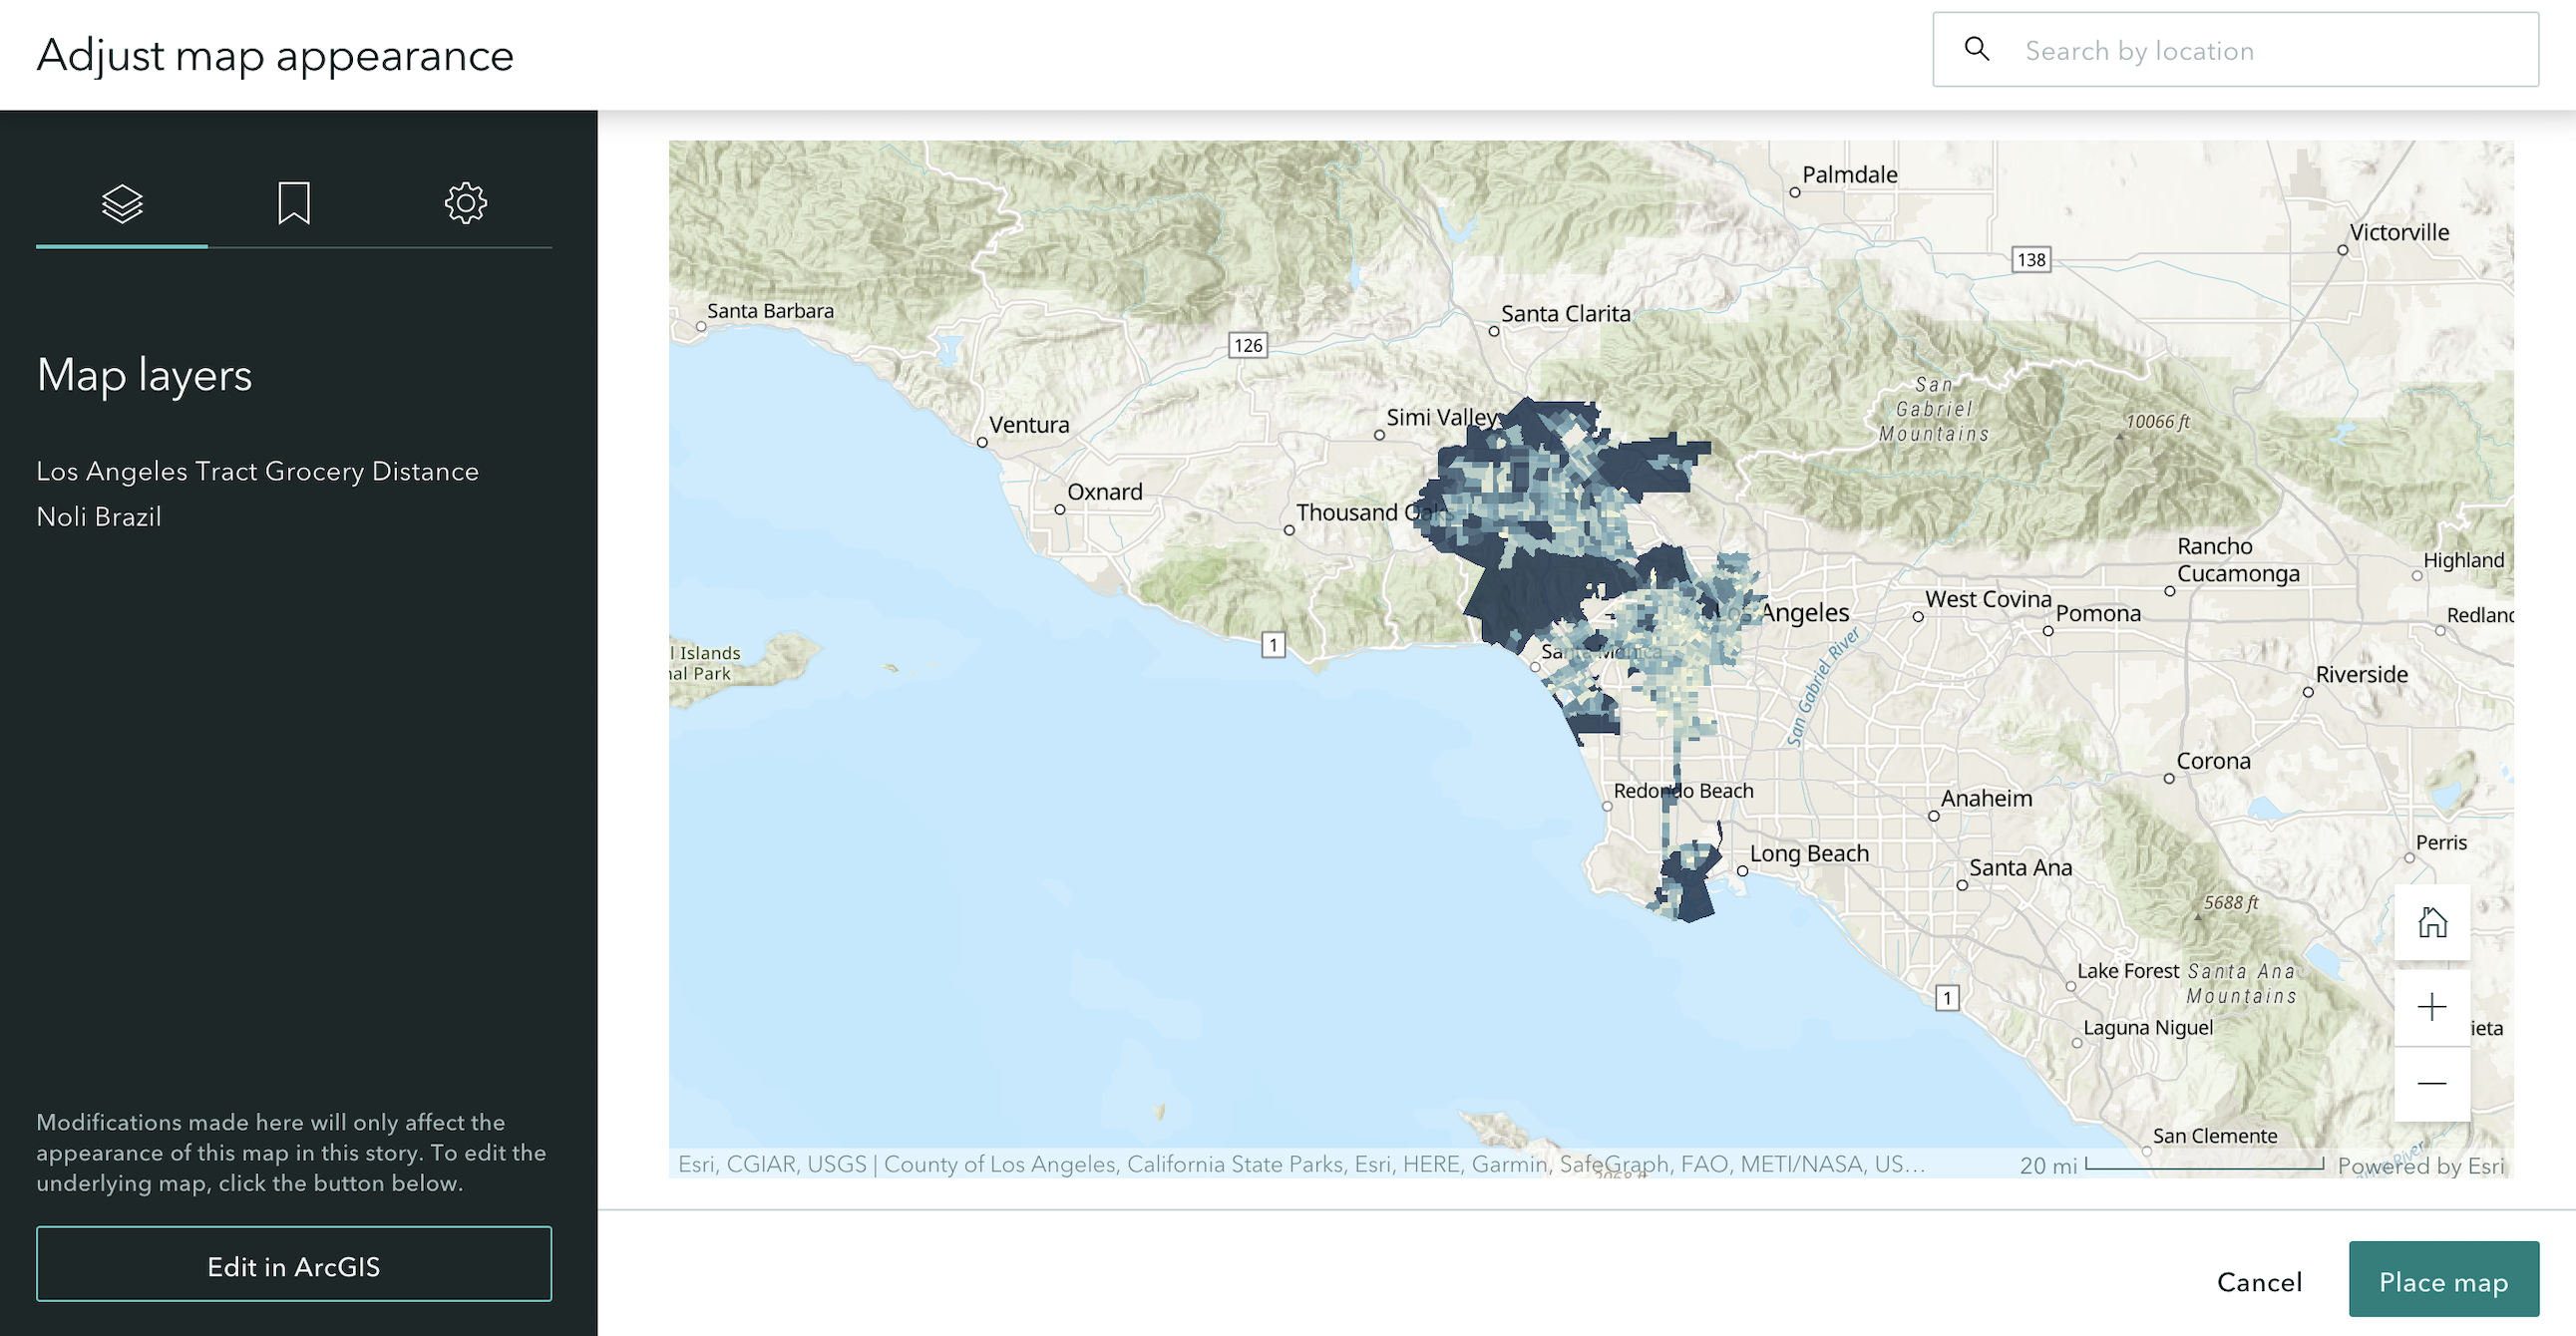 Adjust map appearance
Search by location
Map layers
Los Angeles Tract Grocery Distance
Noli Brazil
Modifications made here will only affect the
appearance of this map in this story. To edit the
underlying map, click the button below.
Edit in ArcGIS
Palmdale
Victorville
138
Santa Barbara
Santa Clarita
126
San
Gabriel
Mountains
Simi Valley
10066 ft
Ventura
Oxnard
Thousand Oaks
Rancho
Cucamonga
Highland
Los Angeles
West Covina
Pomona
Redland
1
l Islands
nal Park
Santa Monica
San Gabriel River
Riverside
Corona
Redondo Beach
Anaheim
Perris
Long Beach
Santa Ana
5688 ft
Lake Forest
Santa Ana
Mountains
1
Laguna Niguel
ieta
San Clemente
2068 ft
River
Esri, CGIAR, USGS | County of Los Angeles, California State Parks, Esri, HERE, Garmin, SafeGraph, FAO, METI/NASA, US...
20 mi
Powered by Esri
Cancel
Place map